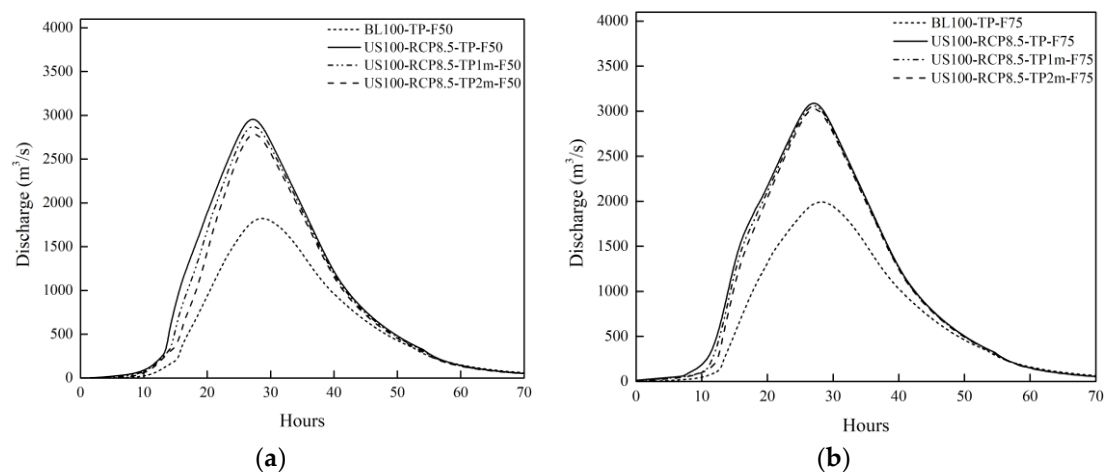 4000
3500
3000
2500
2000
1500
1000
500
0
Discharge (m³/s)
BL100-TP-F50
US100-RCP8.5-TP-F50
US100-RCP8.5-TP1m-F50
US100-RCP8.5-TP2m-F50
0 10 20 30 40 50 60 70
Hours
(a)
4000
3500
3000
2500
2000
1500
1000
500
0
Discharge (m³/s)
BL100-TP-F75
US100-RCP8.5-TP-F75
US100-RCP8.5-TP1m-F75
US100-RCP8.5-TP2m-F75
0 10 20 30 40 50 60 70
Hours
(b)